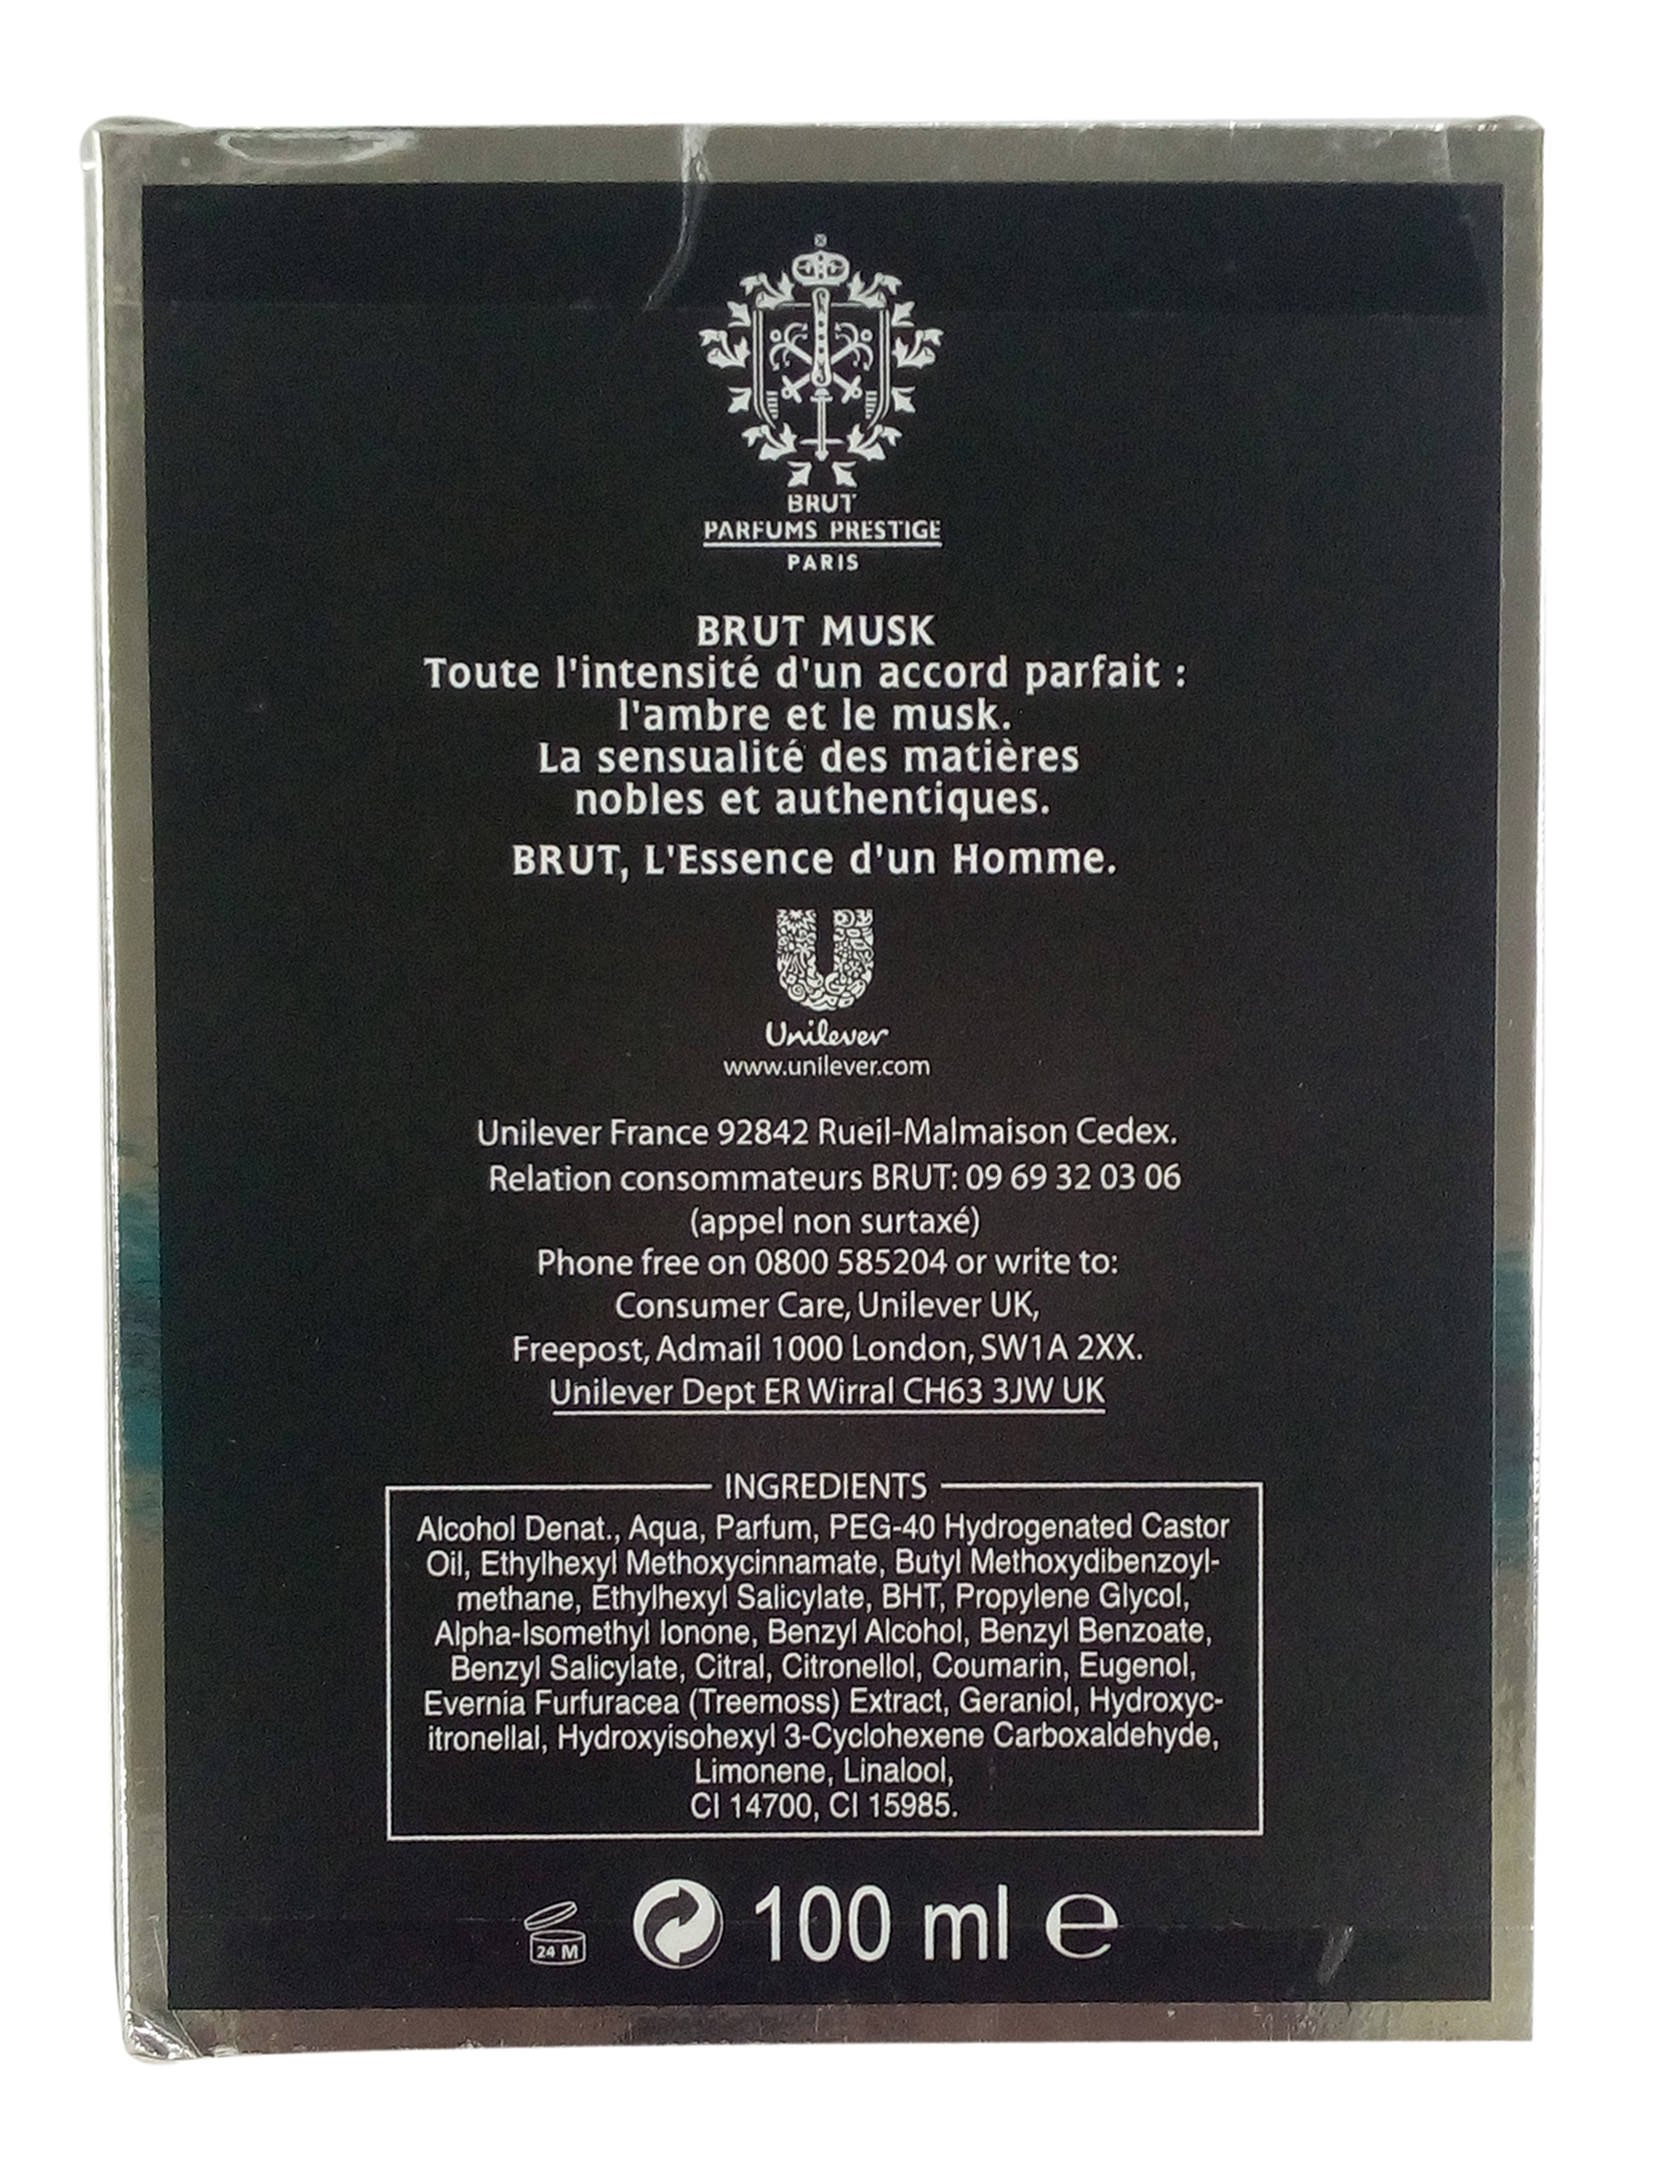 BRUT
PARFUMS PRESTIGE
PARIS
BRUT MUSK
Toute l'intensité d'un accord parfait :
l'ambre et le musk.
La sensualité des matières
nobles et authentiques.
BRUT, L'Essence d'un Homme.
Unilever
www.unilever.com
Unilever France 92842 Rueil-Malmaison Cedex.
Relation consommateurs BRUT: 09 69 32 03 06
(appel non surtaxé)
Phone free on 0800 585204 or write to:
Consumer Care, Unilever UK,
Freepost, Admail 1000 London, SW1A 2XX.
Unilever Dept ER Wirral CH63 3JW UK
INGREDIENTS
Alcohol Denat., Aqua, Parfum, PEG-40 Hydrogenated Castor
Oil, Ethylhexyl Methoxycinnamate, Butyl Methoxydibenzoyl-
methane, Ethylhexyl Salicylate, BHT, Propylene Glycol,
Alpha-Isomethyl Ionone, Benzyl Alcohol, Benzyl Benzoate,
Benzyl Salicylate, Citral, Citronellol, Coumarin, Eugenol,
Evernia Furfuracea (Treemoss) Extract, Geraniol, Hydroxyc-
itronellal, Hydroxyisohexyl 3-Cyclohexene Carboxaldehyde,
Limonene, Linalool,
CI 14700, CI 15985.
24 M 100 ml ℮